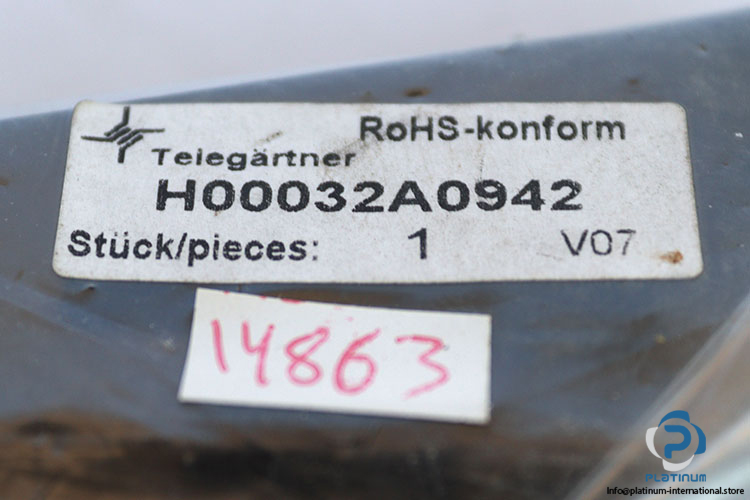 RoHS-konform
Telegärtner
H00032A0942
Stück/pieces: 1 V07
14863
P
PLATINUM
Info@platinum-international.store